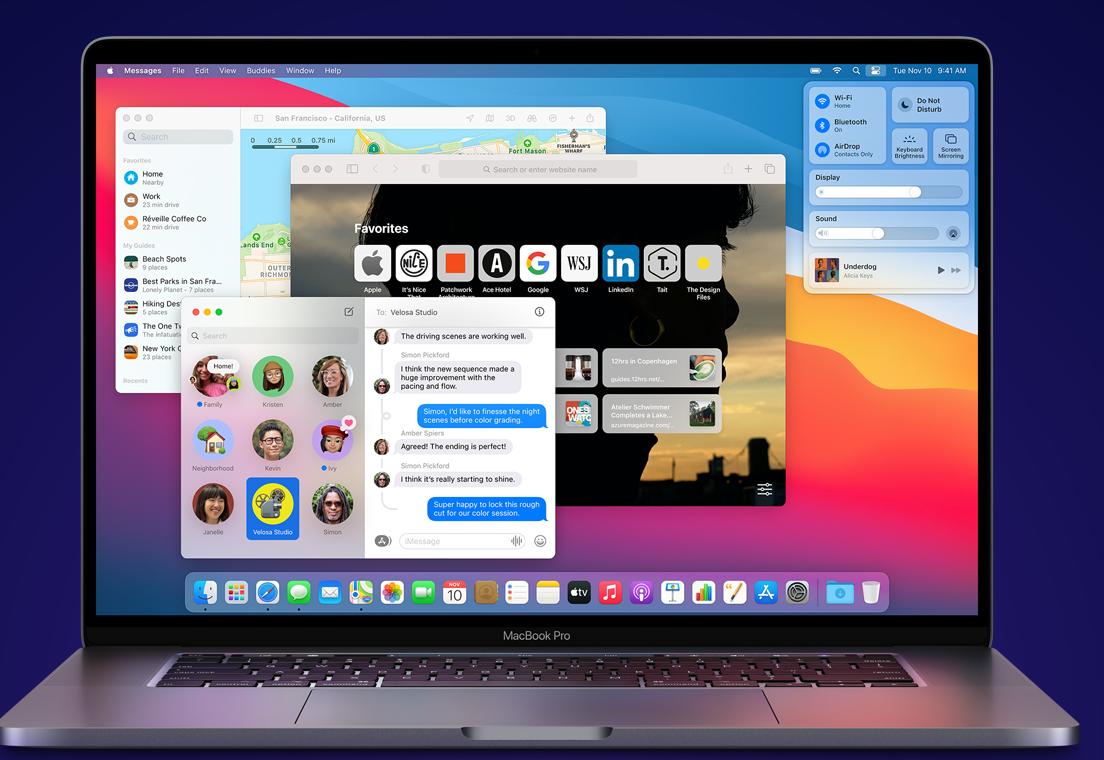 Messages File Edit View Buddies Window Help
Tue Nov 10 9:41 AM
San Francisco - California, US
3D
Search
0 0.25 0.5 0.75 mi
Fort Mason
FISHERMAN'S
WHARF
Lands End
OUTER
RICHMOND
Favorites
Home
Nearby
Work
23 min drive
Réveille Coffee Co
22 min drive
My Guides
Beach Spots
9 places
Best Parks in San Fra...
Lonely Planet - 7 places
Hiking Des
5 places
The One Tw
The Infatuati
New York C
23 places
Recents
Search or enter website name
Favorites
NICE
A
G
WSJ
in
T.
Apple
It's Nice
That
Patchwork
Architecture
Ace Hotel
Google
WSJ
LinkedIn
Tait
The Design
Files
12hrs in Copenhagen
guides.12hrs.net/...
ONES
WATC
Atelier Schwimmer
Completes a Lake...
azuremagazine.com/...
Search
Home!
Family
Kristen
Amber
Neighborhood
Kevin
Ivy
Janelle
Velosa Studio
Simon
To: Velosa Studio
The driving scenes are working well.
Simon Pickford
I think the new sequence made a
huge improvement with the
pacing and flow.
Simon, I'd like to finesse the night
scenes before color grading.
Amber Spiers
Agreed! The ending is perfect!
Simon Pickford
I think it's really starting to shine.
Super happy to lock this rough
cut for our color session.
iMessage
Wi-Fi
Home
Bluetooth
On
AirDrop
Contacts Only
Do Not
Disturb
Keyboard
Brightness
Screen
Mirroring
Display
Sound
Underdog
Alicia Keys
NOV
10
tv
MacBook Pro